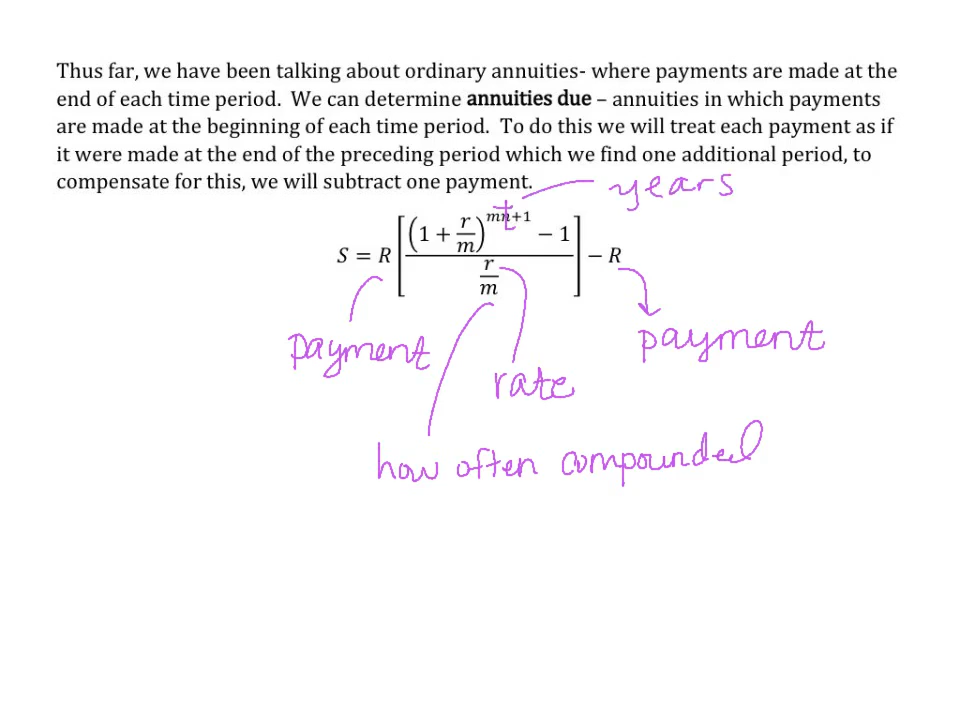 Thus far, we have been talking about ordinary annuities- where payments are made at the
end of each time period. We can determine annuities due – annuities in which payments
are made at the beginning of each time period. To do this we will treat each payment as if
it were made at the end of the preceding period which we find one additional period, to
compensate for this, we will subtract one payment.
t years
S = R [((1 + r/m)^{mn+1} − 1) / (r/m)] − R
payment
payment
rate
how often compounded